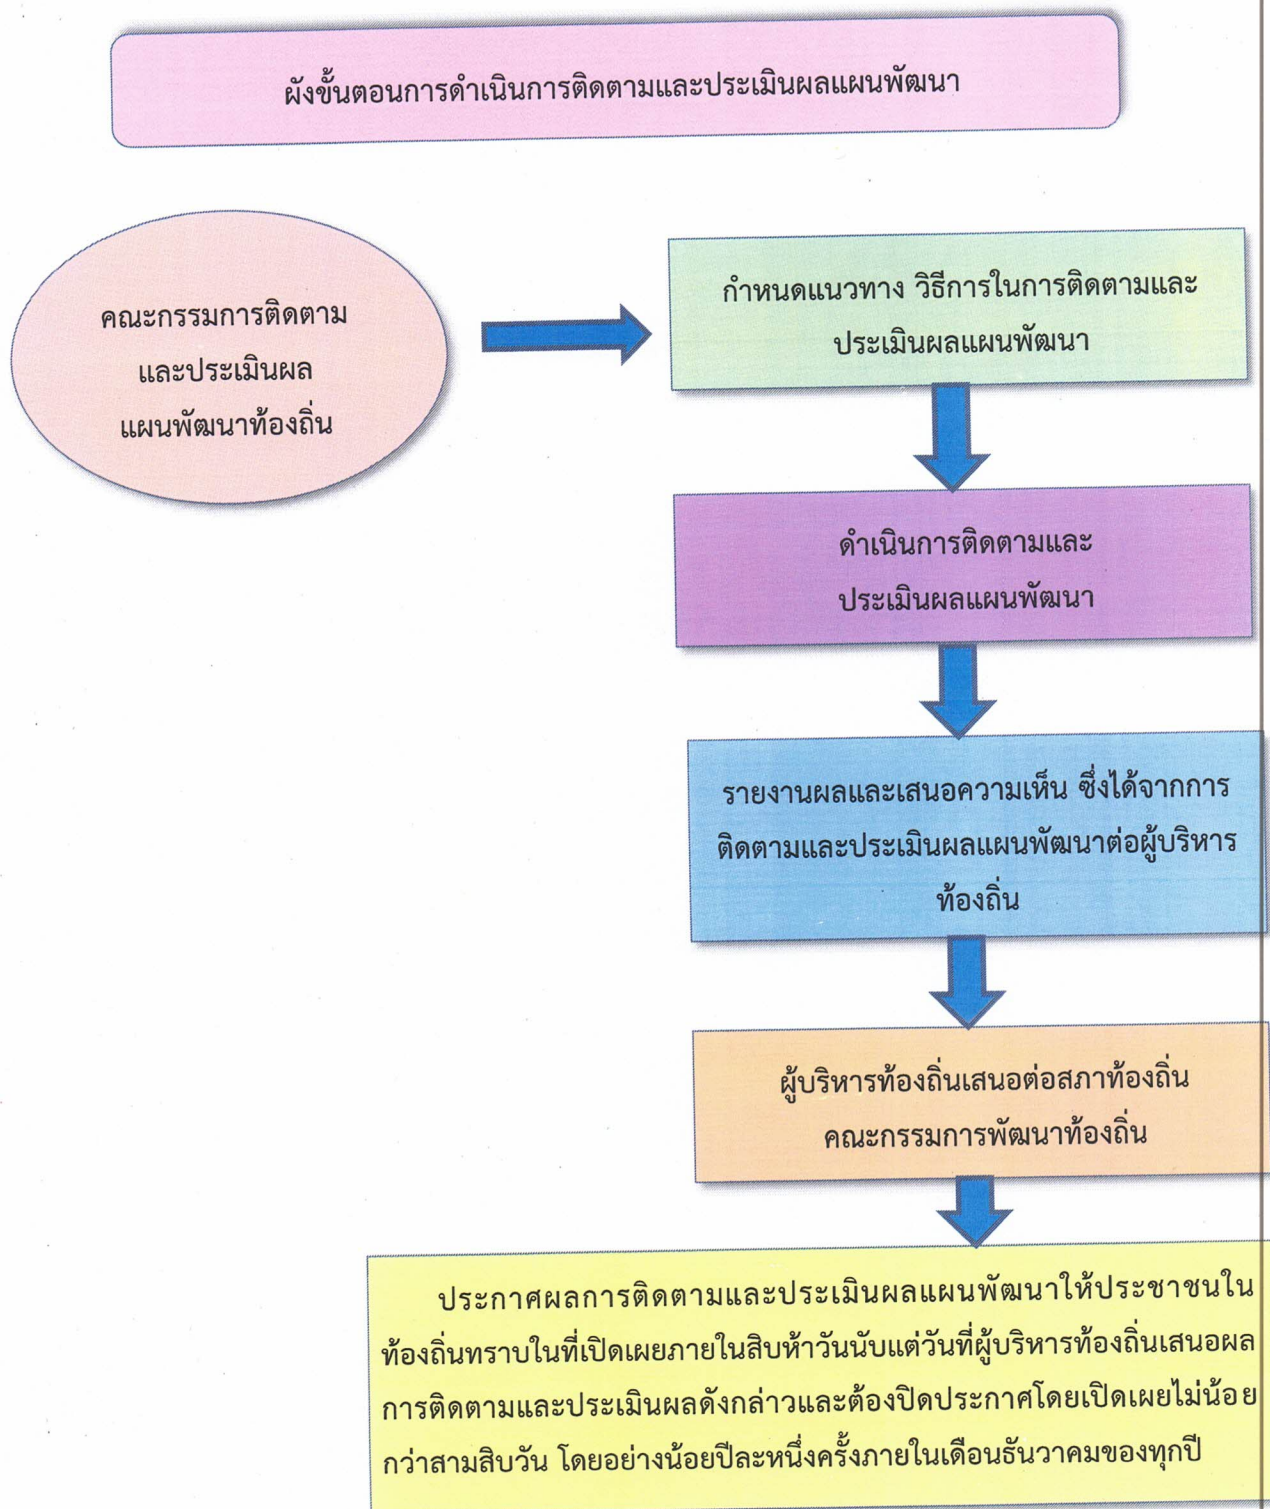 ผังขั้นตอนการดำเนินการติดตามและประเมินผลแผนพัฒนา
คณะกรรมการติดตาม
และประเมินผล
แผนพัฒนาท้องถิ่น
กำหนดแนวทาง วิธีการในการติดตามและ
ประเมินผลแผนพัฒนา
ดำเนินการติดตามและ
ประเมินผลแผนพัฒนา
รายงานผลและเสนอความเห็น ซึ่งได้จากการ
ติดตามและประเมินผลแผนพัฒนาต่อผู้บริหาร
ท้องถิ่น
ผู้บริหารท้องถิ่นเสนอต่อสภาท้องถิ่น
คณะกรรมการพัฒนาท้องถิ่น
ประกาศผลการติดตามและประเมินผลแผนพัฒนาให้ประชาชนใน
ท้องถิ่นทราบในที่เปิดเผยภายในสิบห้าวันนับแต่วันที่ผู้บริหารท้องถิ่นเสนอผล
การติดตามและประเมินผลดังกล่าวและต้องปิดประกาศโดยเปิดเผยไม่น้อย
กว่าสามสิบวัน โดยอย่างน้อยปีละหนึ่งครั้งภายในเดือนธันวาคมของทุกปี